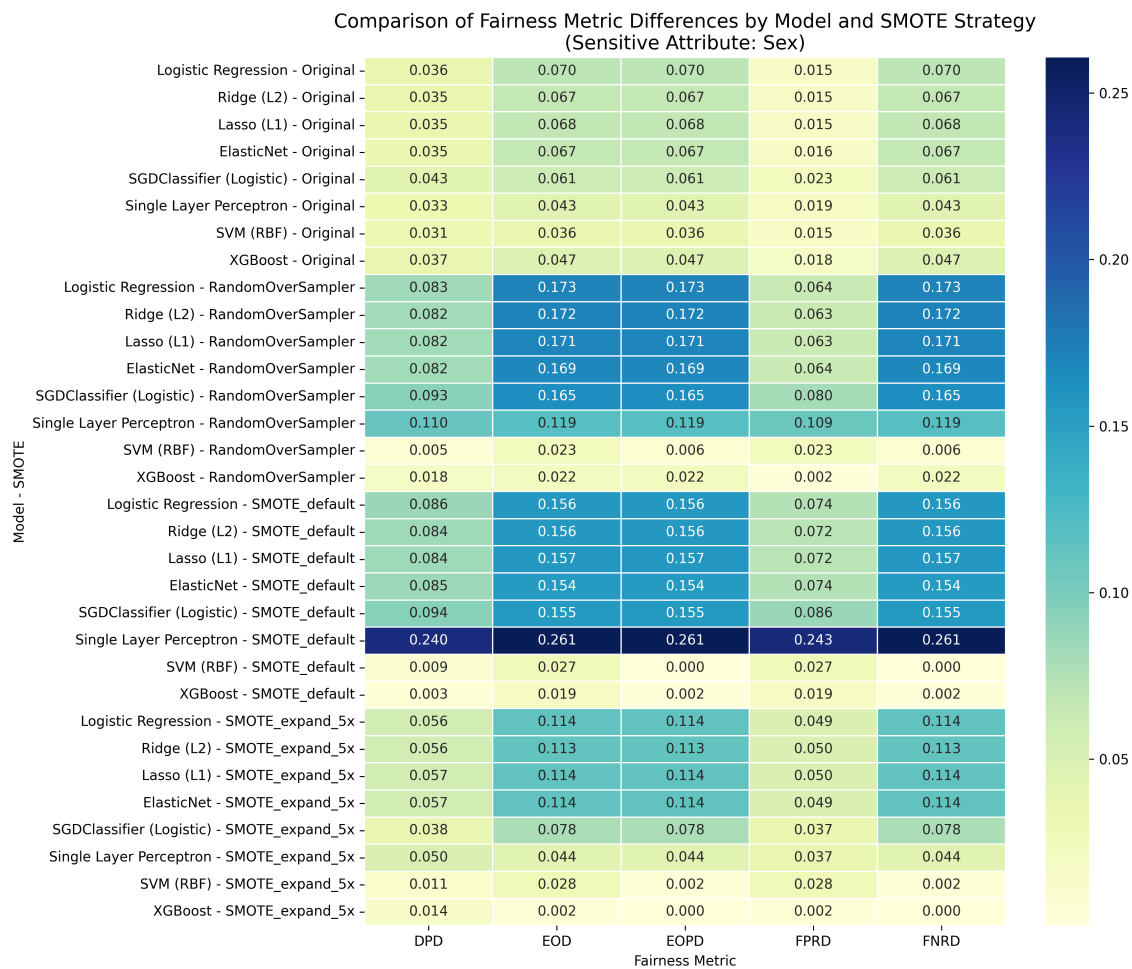 Comparison of Fairness Metric Differences by Model and SMOTE Strategy
(Sensitive Attribute: Sex)
Model - SMOTE
Logistic Regression - Original 0.036 0.070 0.070 0.015 0.070
Ridge (L2) - Original 0.035 0.067 0.067 0.015 0.067
Lasso (L1) - Original 0.035 0.068 0.068 0.015 0.068
ElasticNet - Original 0.035 0.067 0.067 0.016 0.067
SGDClassifier (Logistic) - Original 0.043 0.061 0.061 0.023 0.061
Single Layer Perceptron - Original 0.033 0.043 0.043 0.019 0.043
SVM (RBF) - Original 0.031 0.036 0.036 0.015 0.036
XGBoost - Original 0.037 0.047 0.047 0.018 0.047
Logistic Regression - RandomOverSampler 0.083 0.173 0.173 0.064 0.173
Ridge (L2) - RandomOverSampler 0.082 0.172 0.172 0.063 0.172
Lasso (L1) - RandomOverSampler 0.082 0.171 0.171 0.063 0.171
ElasticNet - RandomOverSampler 0.082 0.169 0.169 0.064 0.169
SGDClassifier (Logistic) - RandomOverSampler 0.093 0.165 0.165 0.080 0.165
Single Layer Perceptron - RandomOverSampler 0.110 0.119 0.119 0.109 0.119
SVM (RBF) - RandomOverSampler 0.005 0.023 0.006 0.023 0.006
XGBoost - RandomOverSampler 0.018 0.022 0.022 0.002 0.022
Logistic Regression - SMOTE_default 0.086 0.156 0.156 0.074 0.156
Ridge (L2) - SMOTE_default 0.084 0.156 0.156 0.072 0.156
Lasso (L1) - SMOTE_default 0.084 0.157 0.157 0.072 0.157
ElasticNet - SMOTE_default 0.085 0.154 0.154 0.074 0.154
SGDClassifier (Logistic) - SMOTE_default 0.094 0.155 0.155 0.086 0.155
Single Layer Perceptron - SMOTE_default 0.240 0.261 0.261 0.243 0.261
SVM (RBF) - SMOTE_default 0.009 0.027 0.000 0.027 0.000
XGBoost - SMOTE_default 0.003 0.019 0.002 0.019 0.002
Logistic Regression - SMOTE_expand_5x 0.056 0.114 0.114 0.049 0.114
Ridge (L2) - SMOTE_expand_5x 0.056 0.113 0.113 0.050 0.113
Lasso (L1) - SMOTE_expand_5x 0.057 0.114 0.114 0.050 0.114
ElasticNet - SMOTE_expand_5x 0.057 0.114 0.114 0.049 0.114
SGDClassifier (Logistic) - SMOTE_expand_5x 0.038 0.078 0.078 0.037 0.078
Single Layer Perceptron - SMOTE_expand_5x 0.050 0.044 0.044 0.037 0.044
SVM (RBF) - SMOTE_expand_5x 0.011 0.028 0.002 0.028 0.002
XGBoost - SMOTE_expand_5x 0.014 0.002 0.000 0.002 0.000
DPD EOD EOPD FPRD FNRD
Fairness Metric
0.25
0.20
0.15
0.10
0.05